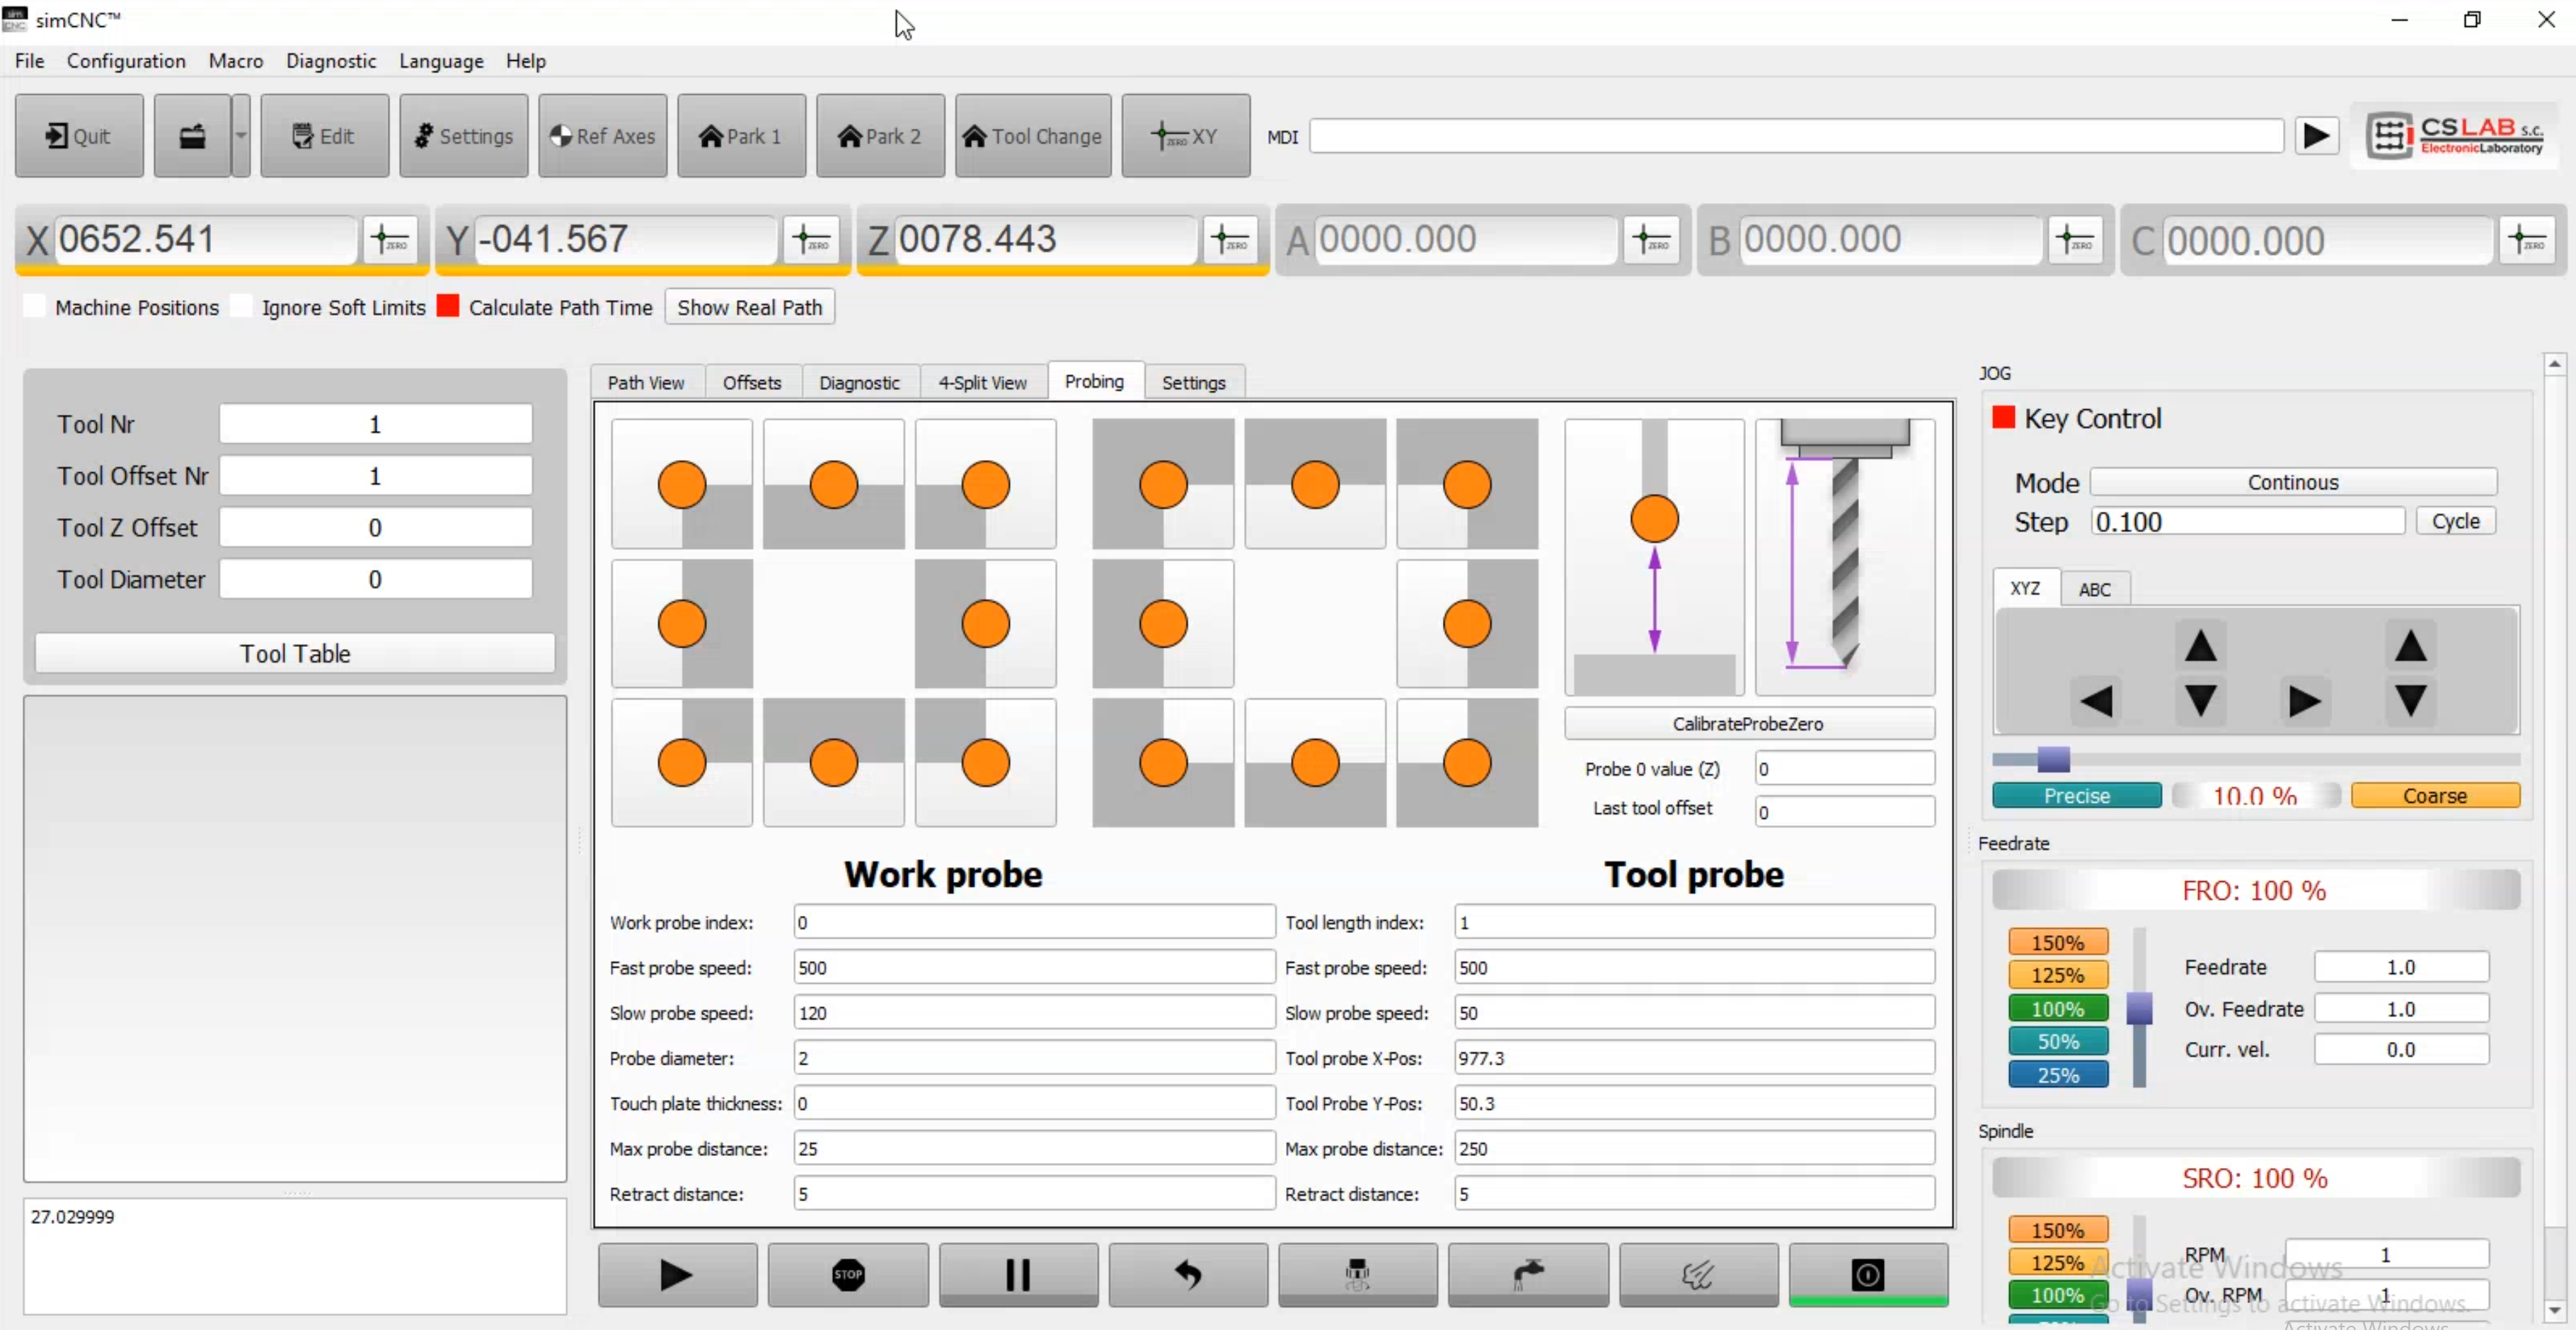 simCNC™
File Configuration Macro Diagnostic Language Help
Quit Edit Settings Ref Axes Park 1 Park 2 Tool Change ZERO XY MDI CSLAB s.c.
ElectronicLaboratory
X 0652.541 ZERO Y -041.567 ZERO Z 0078.443 ZERO A 0000.000 ZERO B 0000.000 ZERO C 0000.000 ZERO
Machine Positions Ignore Soft Limits Calculate Path Time Show Real Path
Tool Nr 1
Tool Offset Nr 1
Tool Z Offset 0
Tool Diameter 0
Tool Table
27.029999
Path View Offsets Diagnostic 4-Split View Probing Settings
CalibrateProbeZero
Probe 0 value (Z) 0
Last tool offset 0
Work probe Tool probe
Work probe index: 0 Tool length index: 1
Fast probe speed: 500 Fast probe speed: 500
Slow probe speed: 120 Slow probe speed: 50
Probe diameter: 2 Tool probe X-Pos: 977.3
Touch plate thickness: 0 Tool Probe Y-Pos: 50.3
Max probe distance: 25 Max probe distance: 250
Retract distance: 5 Retract distance: 5
STOP
JOG
Key Control
Mode Continous
Step 0.100 Cycle
XYZ ABC
Precise 10.0 % Coarse
Feedrate
FRO: 100 %
150%
125%
100%
50%
25%
Feedrate 1.0
Ov. Feedrate 1.0
Curr. vel. 0.0
Spindle
SRO: 100 %
150%
125%
100%
RPM 1
Ov. RPM 1
Activate Windows
Go to Settings to activate Windows.
Activate Windows